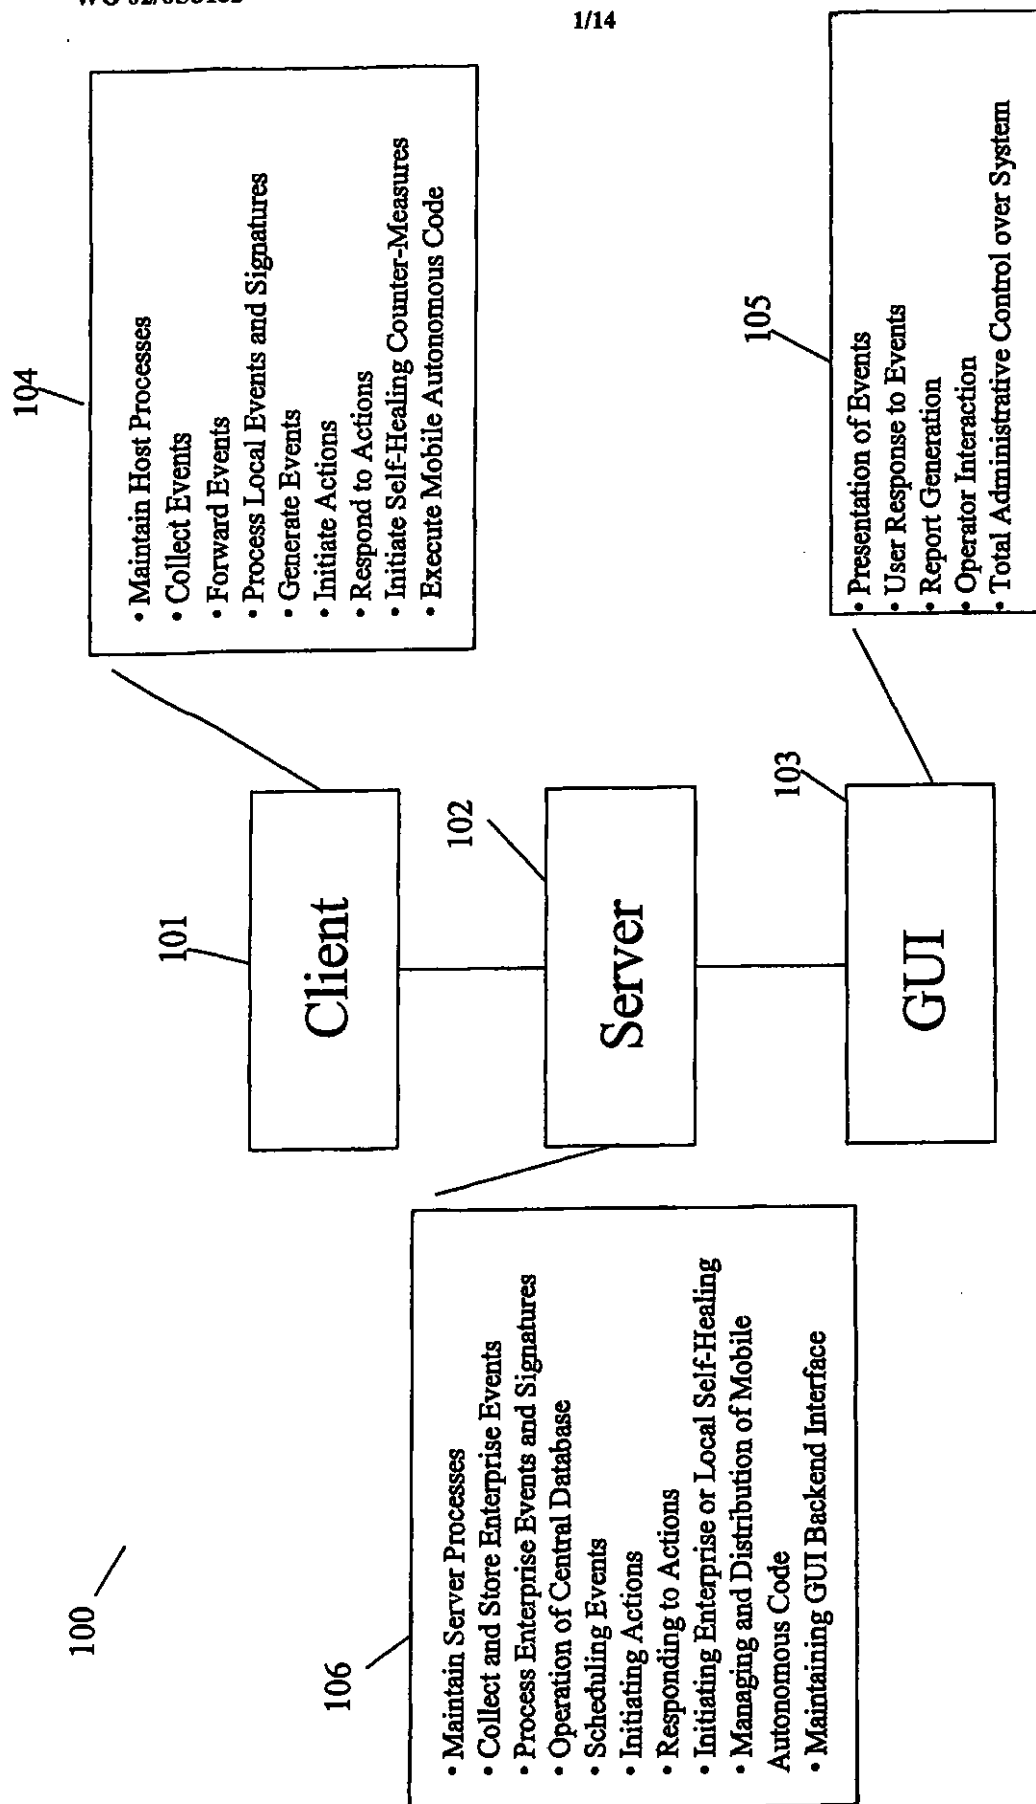 1/14
100
106
• Maintain Server Processes
• Collect and Store Enterprise Events
• Process Enterprise Events and Signatures
• Operation of Central Database
• Scheduling Events
• Initiating Actions
• Responding to Actions
• Initiating Enterprise or Local Self-Healing
• Managing and Distribution of Mobile
Autonomous Code
• Maintaining GUI Backend Interface
101
Client
102
Server
103
GUI
104
• Maintain Host Processes
• Collect Events
• Forward Events
• Process Local Events and Signatures
• Generate Events
• Initiate Actions
• Respond to Actions
• Initiate Self-Healing Counter-Measures
• Execute Mobile Autonomous Code
105
• Presentation of Events
• User Response to Events
• Report Generation
• Operator Interaction
• Total Administrative Control over System